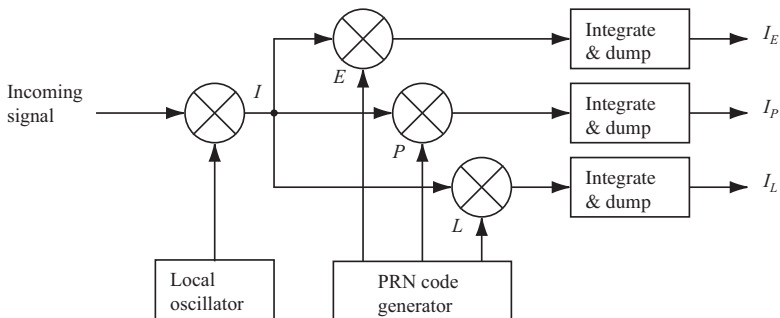 Integrate
& dump
I_E
E
Incoming
signal
I
Integrate
& dump
I_P
P
Integrate
& dump
I_L
L
Local
oscillator
PRN code
generator